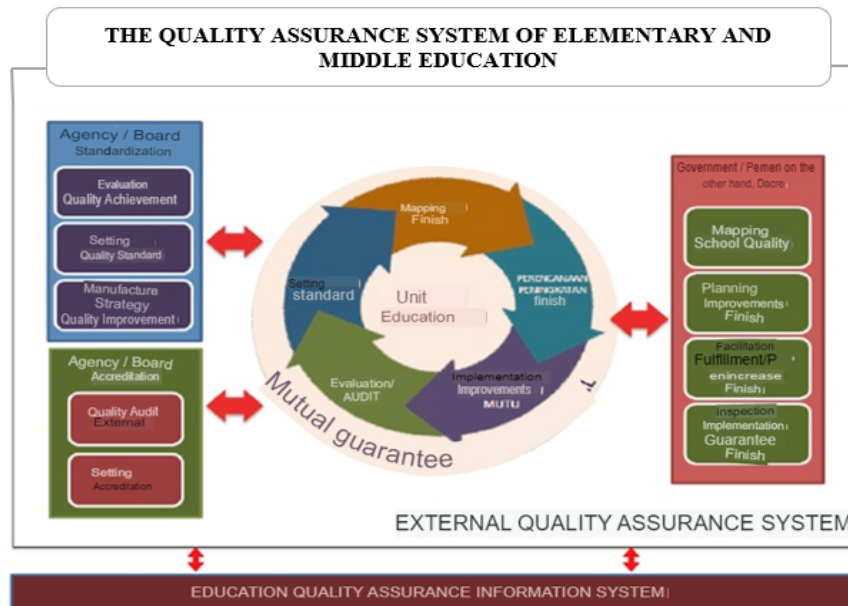 THE QUALITY ASSURANCE SYSTEM OF ELEMENTARY AND
MIDDLE EDUCATION
Agency / Board
Standardization
Evaluation
Quality Achievement
Setting
Quality Standard
Manufacture
Strategy
Quality Improvement
Agency / Board
Accreditation
Quality Audit
External
Setting
Accreditation
Mapping
Finish
PERENCANAAN
PENINGKATAN
finish
Implementation
Improvements
MUTU
Evaluation/
AUDIT
Setting
standard
Unit
Education
Mutual guarantee
Government / Pemeri on the
other hand, Dacre
Mapping
School Quality
Planning
Improvements
Finish
Facilitation
Fulfillment/P
enincrease
Finish
Inspection
Implementation
Guarantee
Finish
EXTERNAL QUALITY ASSURANCE SYSTEM
EDUCATION QUALITY ASSURANCE INFORMATION SYSTEM